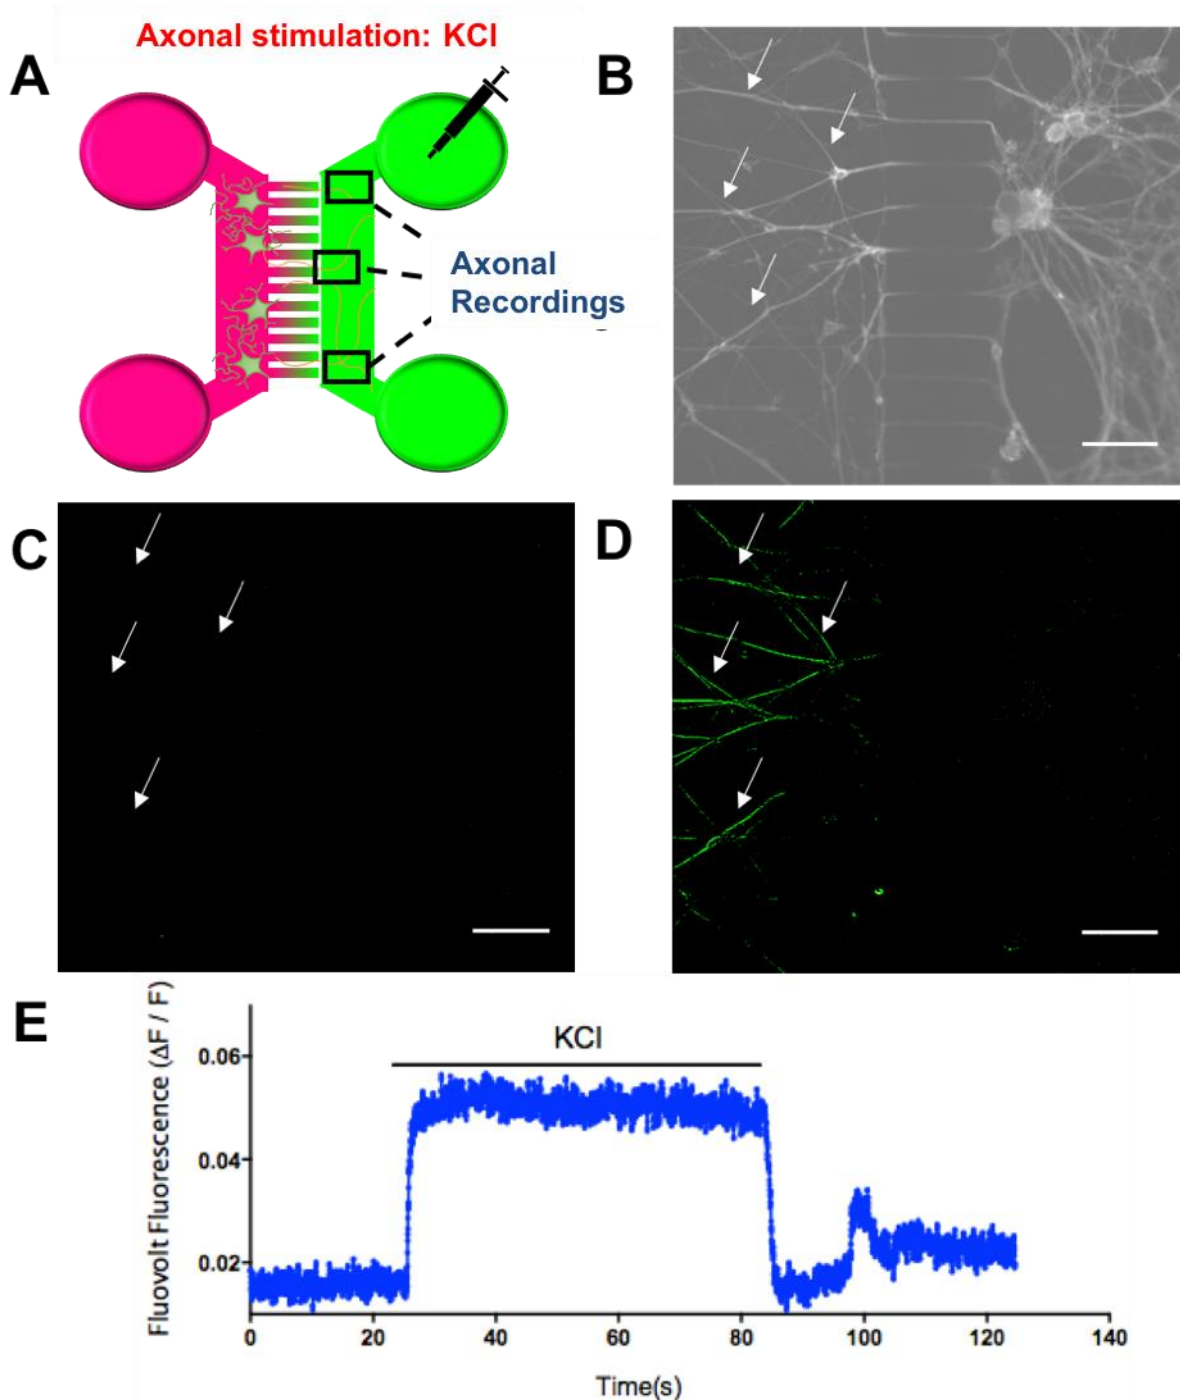 Axonal stimulation: KCl
A
B
Axonal
Recordings
C
D
E
Fluovolt Fluorescence (ΔF / F)
KCl
0.06
0.04
0.02
0 20 40 60 80 100 120 140
Time(s)